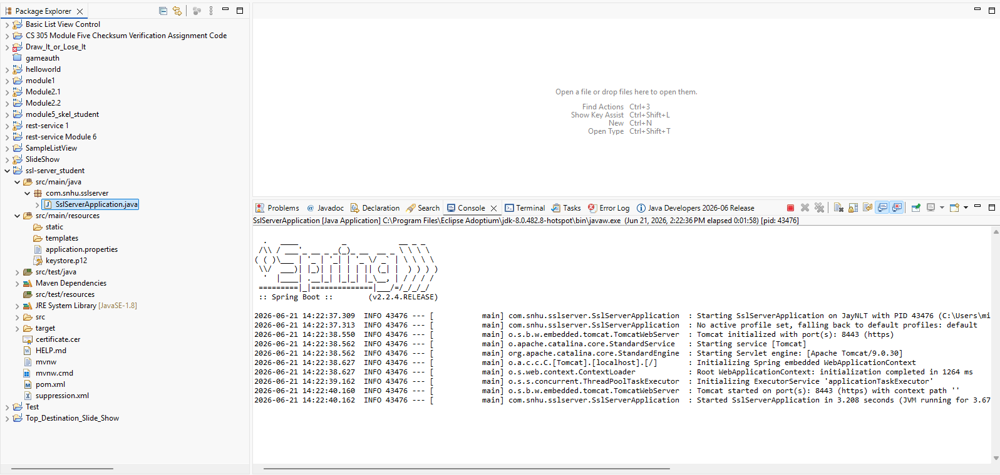 Package Explorer
Basic List View Control
CS 305 Module Five Checksum Verification Assignment Code
Draw_It_or_Lose_It
gameauth
helloworld
module1
Module2.1
Module2.2
module5_skel_student
rest-service 1
rest-service Module 6
SampleListView
SlideShow
ssl-server_student
src/main/java
com.snhu.sslserver
SslServerApplication.java
src/main/resources
static
templates
application.properties
keystore.p12
src/test/java
Maven Dependencies
src/test/resources
JRE System Library [JavaSE-1.8]
src
target
certificate.cer
HELP.md
mvnw
mvnw.cmd
pom.xml
suppression.xml
Test
Top_Destination_Slide_Show
Open a file or drop files here to open them.
Find Actions Ctrl+3
Show Key Assist Ctrl+Shift+L
New Ctrl+N
Open Type Ctrl+Shift+T
Problems @ Javadoc Declaration Search Console Terminal Tasks Error Log Java Developers 2026-06 Release
SslServerApplication [Java Application] C:\Program Files\Eclipse Adoptium\jdk-8.0.482.8-hotspot\bin\javaw.exe (Jun 21, 2026, 2:22:36 PM elapsed 0:01:58) [pid: 43476]
Spring
:: Spring Boot :: (v2.2.4.RELEASE)
2026-06-21 14:22:37.309 INFO 43476 --- [ main] com.snhu.sslserver.SslServerApplication : Starting SslServerApplication on JayNLT with PID 43476 (C:\Users\mi
2026-06-21 14:22:37.313 INFO 43476 --- [ main] com.snhu.sslserver.SslServerApplication : No active profile set, falling back to default profiles: default
2026-06-21 14:22:38.550 INFO 43476 --- [ main] o.s.b.w.embedded.tomcat.TomcatWebServer : Tomcat initialized with port(s): 8443 (https)
2026-06-21 14:22:38.562 INFO 43476 --- [ main] o.apache.catalina.core.StandardService : Starting service [Tomcat]
2026-06-21 14:22:38.562 INFO 43476 --- [ main] org.apache.catalina.core.StandardEngine : Starting Servlet engine: [Apache Tomcat/9.0.30]
2026-06-21 14:22:38.627 INFO 43476 --- [ main] o.a.c.c.C.[Tomcat].[localhost].[/] : Initializing Spring embedded WebApplicationContext
2026-06-21 14:22:38.627 INFO 43476 --- [ main] o.s.web.context.ContextLoader : Root WebApplicationContext: initialization completed in 1264 ms
2026-06-21 14:22:39.162 INFO 43476 --- [ main] o.s.s.concurrent.ThreadPoolTaskExecutor : Initializing ExecutorService 'applicationTaskExecutor'
2026-06-21 14:22:40.160 INFO 43476 --- [ main] o.s.b.w.embedded.tomcat.TomcatWebServer : Tomcat started on port(s): 8443 (https) with context path ''
2026-06-21 14:22:40.162 INFO 43476 --- [ main] com.snhu.sslserver.SslServerApplication : Started SslServerApplication in 3.208 seconds (JVM running for 3.67